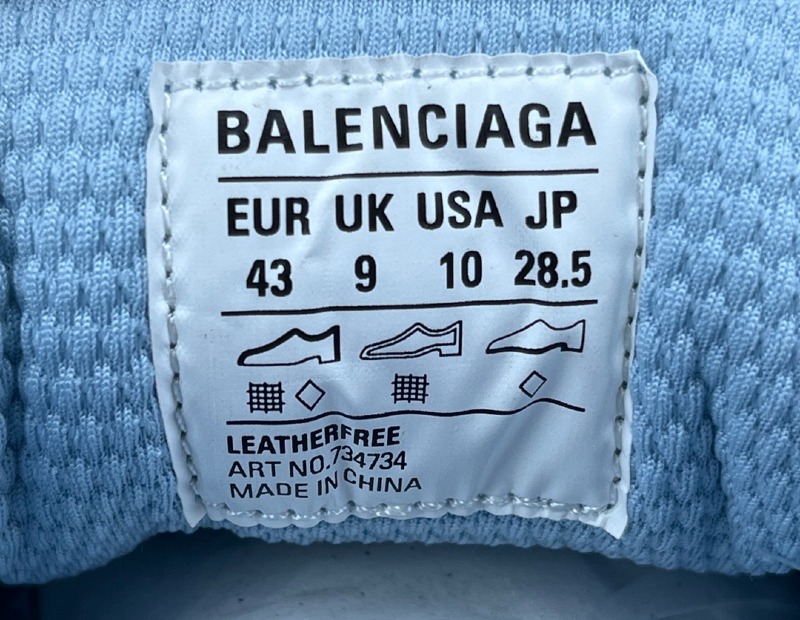 BALENCIAGA
EUR UK USA JP
43 9 10 28.5
LEATHERFREE
ART NO.734734
MADE IN CHINA